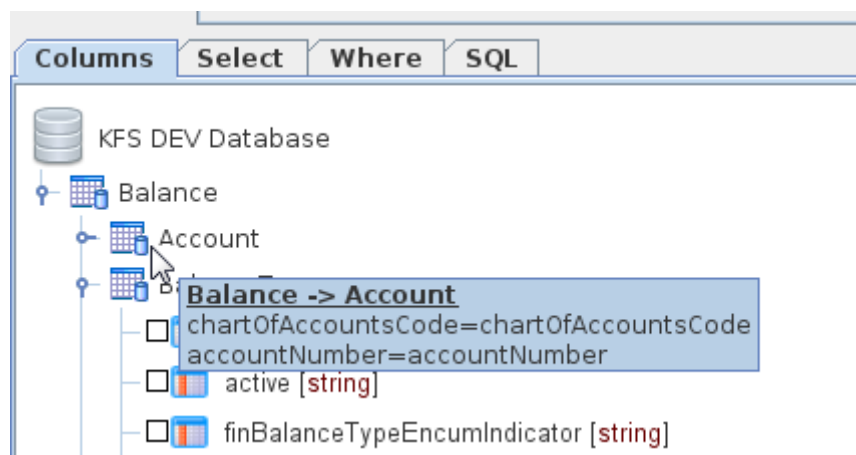 Columns Select Where SQL
KFS DEV Database
Balance
Account
Balance -> Account
chartOfAccountsCode=chartOfAccountsCode
accountNumber=accountNumber
active [string]
finBalanceTypeEncumIndicator [string]